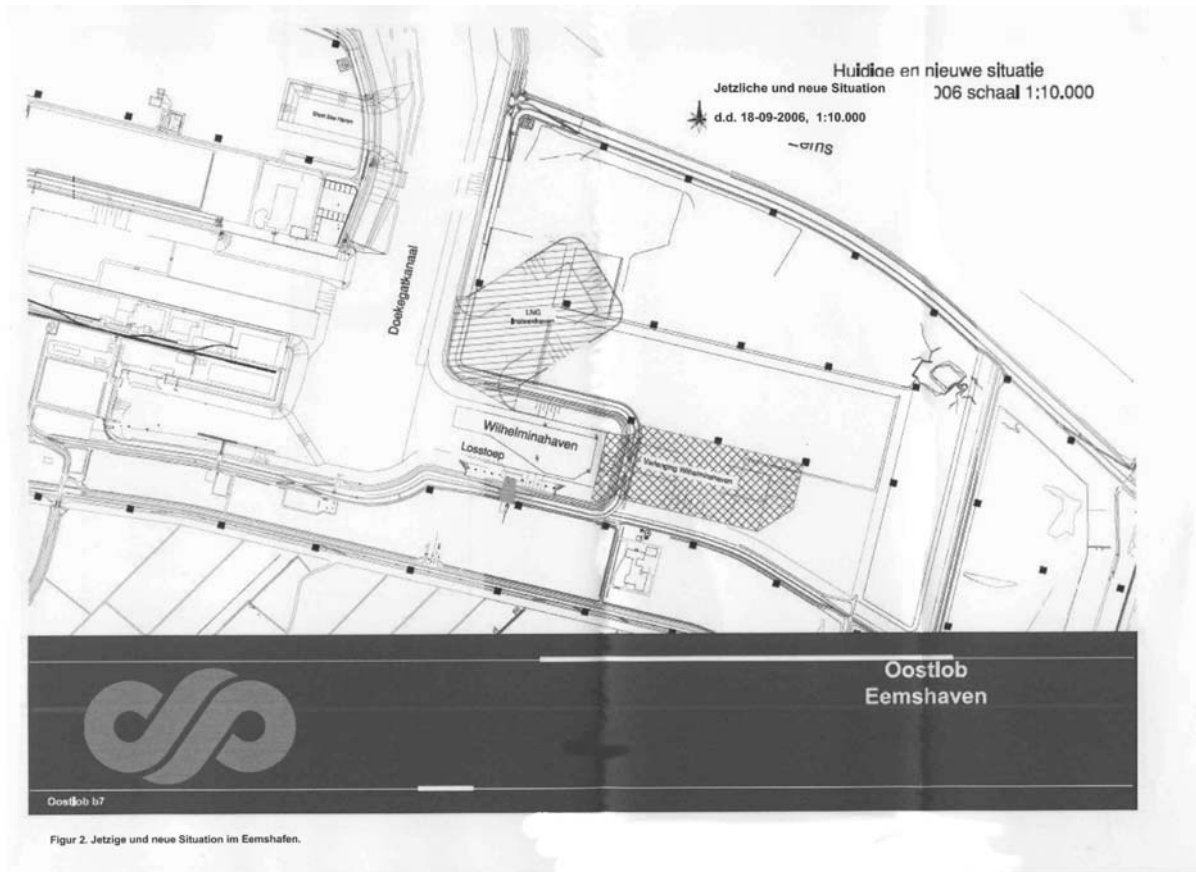 Huidige en nieuwe situatie
Jetzliche und neue Situation
006 schaal 1:10.000
d.d. 18-09-2006, 1:10.000
Doekegatkanaal
LNG
Wilhelminahaven
Losstoep
Verlenging Wilhelminahaven
Oostlob
Eemshaven
Oostlob b7
Figur 2. Jetzige und neue Situation im Eemshafen.